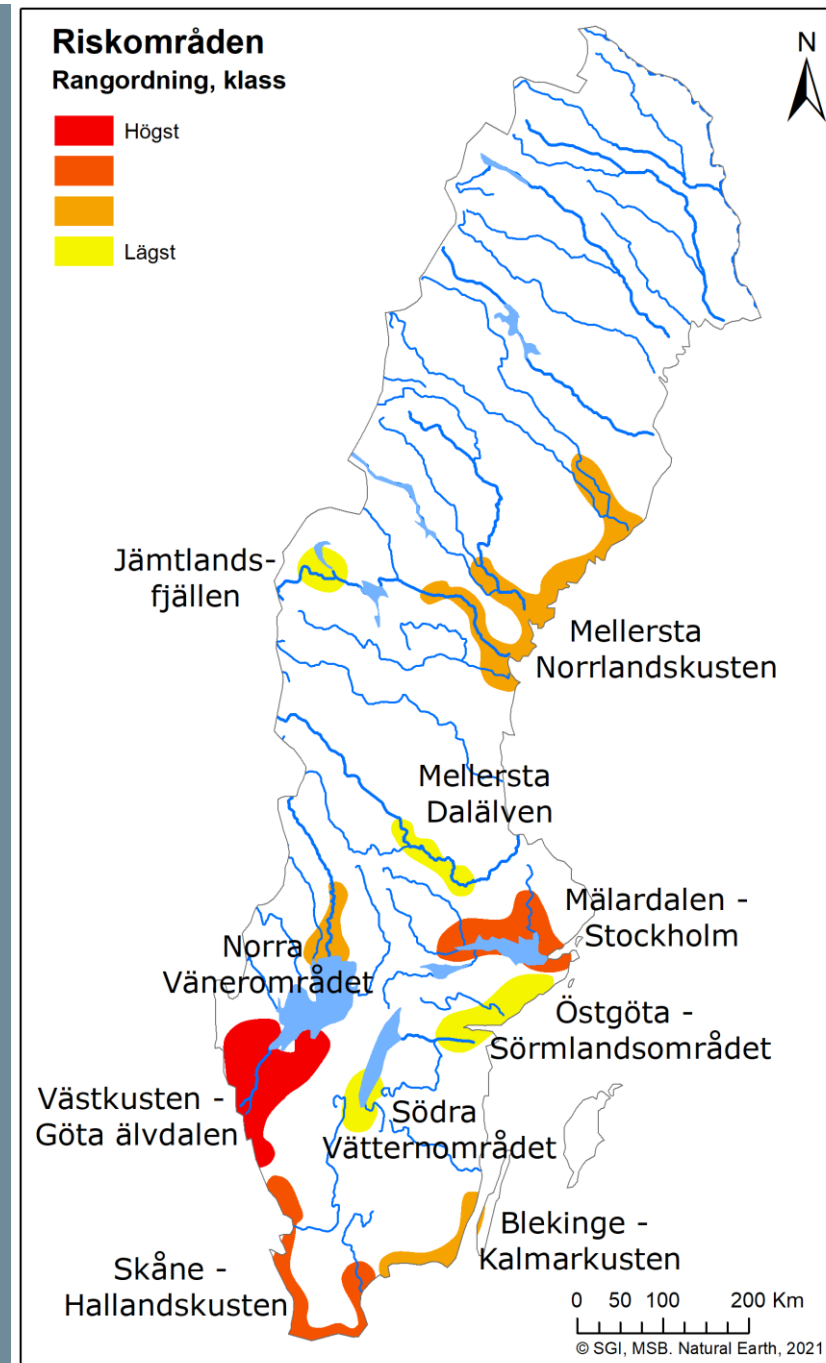 Riskområden
Rangordning, klass
Högst
Lägst
N
Jämtlands-
fjällen
Mellersta
Norrlandskusten
Mellersta
Dalälven
Mälardalen -
Stockholm
Norra
Vänerområdet
Östgöta -
Sörmlandsområdet
Västkusten -
Göta älvdalen
Södra
Vätternområdet
Blekinge -
Kalmarkusten
Skåne -
Hallandskusten
0 50 100 200 Km
© SGI, MSB. Natural Earth, 2021